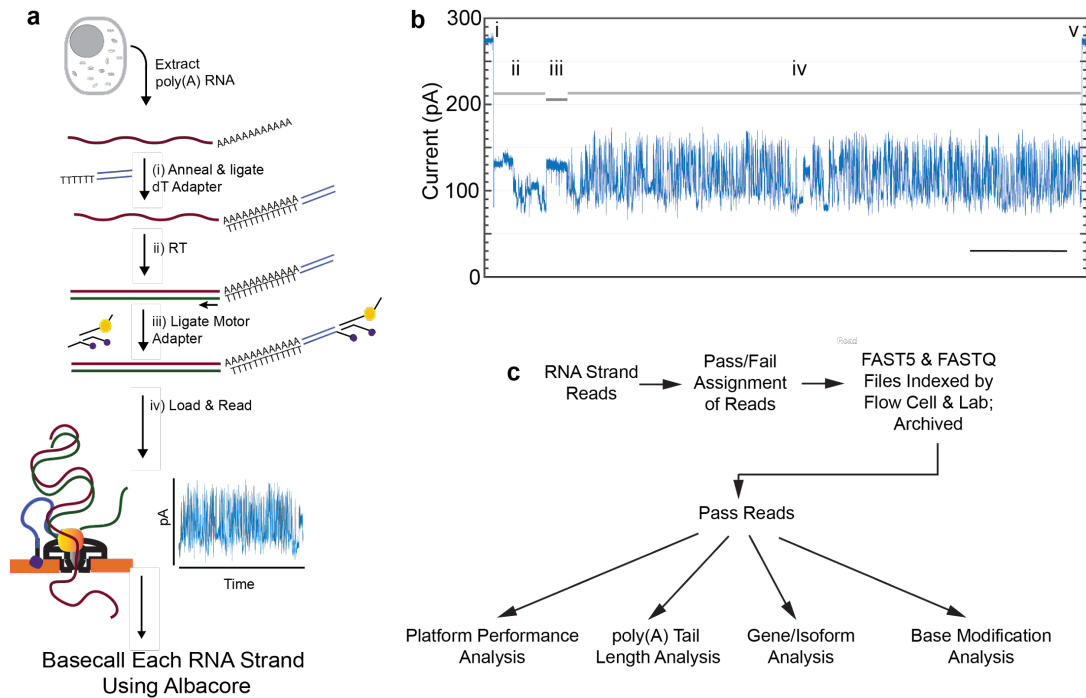 a
Extract
poly(A) RNA
AAAAAAAAAAA
(i) Anneal & ligate
dT Adapter
TTTTT
AAAAAAAAAAA
TTTTTTTTTTT
ii) RT
AAAAAAAAAAA
TTTTTTTTTTT
iii) Ligate Motor
Adapter
AAAAAAAAAAA
TTTTTTTTTTT
iv) Load & Read
pA
Time
Basecall Each RNA Strand
Using Albacore
b
300
200
100
0
Current (pA)
i
ii
iii
iv
v
c
RNA Strand
Reads
Pass/Fail
Assignment
of Reads
FAST5 & FASTQ
Files Indexed by
Flow Cell & Lab;
Archived
Pass Reads
Platform Performance
Analysis
poly(A) Tail
Length Analysis
Gene/Isoform
Analysis
Base Modification
Analysis